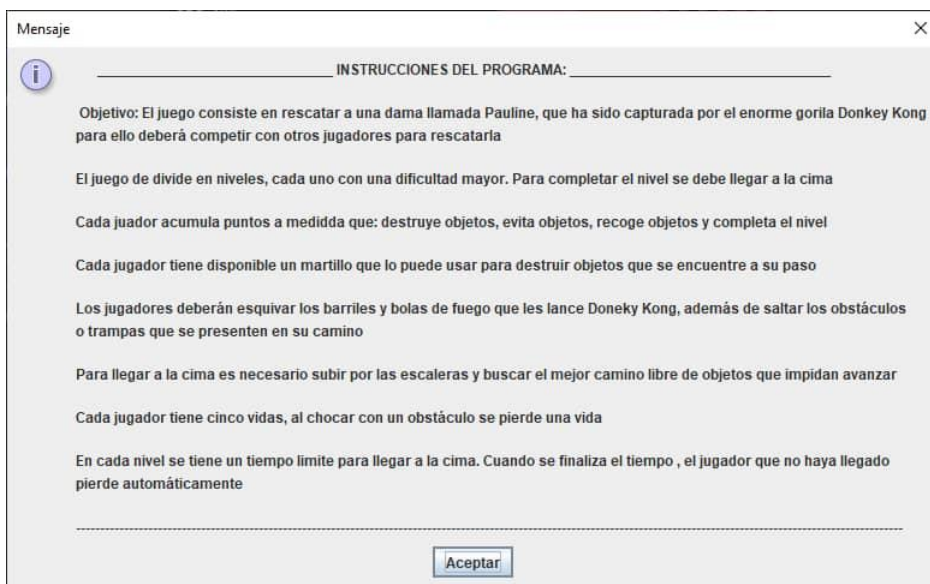 Mensaje
____________________________ INSTRUCCIONES DEL PROGRAMA: _______________________________
Objetivo: El juego consiste en rescatar a una dama llamada Pauline, que ha sido capturada por el enorme gorila Donkey Kong
para ello deberá competir con otros jugadores para rescatarla
El juego de divide en niveles, cada uno con una dificultad mayor. Para completar el nivel se debe llegar a la cima
Cada juador acumula puntos a medidda que: destruye objetos, evita objetos, recoge objetos y completa el nivel
Cada jugador tiene disponible un martillo que lo puede usar para destruir objetos que se encuentre a su paso
Los jugadores deberán esquivar los barriles y bolas de fuego que les lance Doneky Kong, además de saltar los obstáculos
o trampas que se presenten en su camino
Para llegar a la cima es necesario subir por las escaleras y buscar el mejor camino libre de objetos que impidan avanzar
Cada jugador tiene cinco vidas, al chocar con un obstáculo se pierde una vida
En cada nivel se tiene un tiempo limite para llegar a la cima. Cuando se finaliza el tiempo , el jugador que no haya llegado
pierde automáticamente
Aceptar